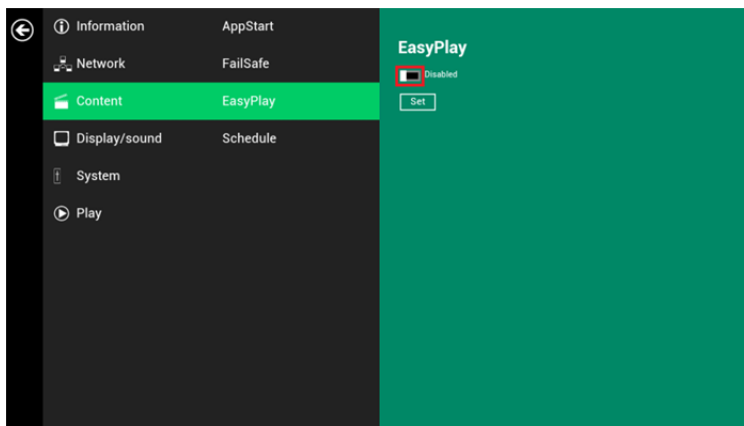 Information
AppStart
Network
FailSafe
Content
EasyPlay
Display/sound
Schedule
System
Play
EasyPlay
Disabled
Set